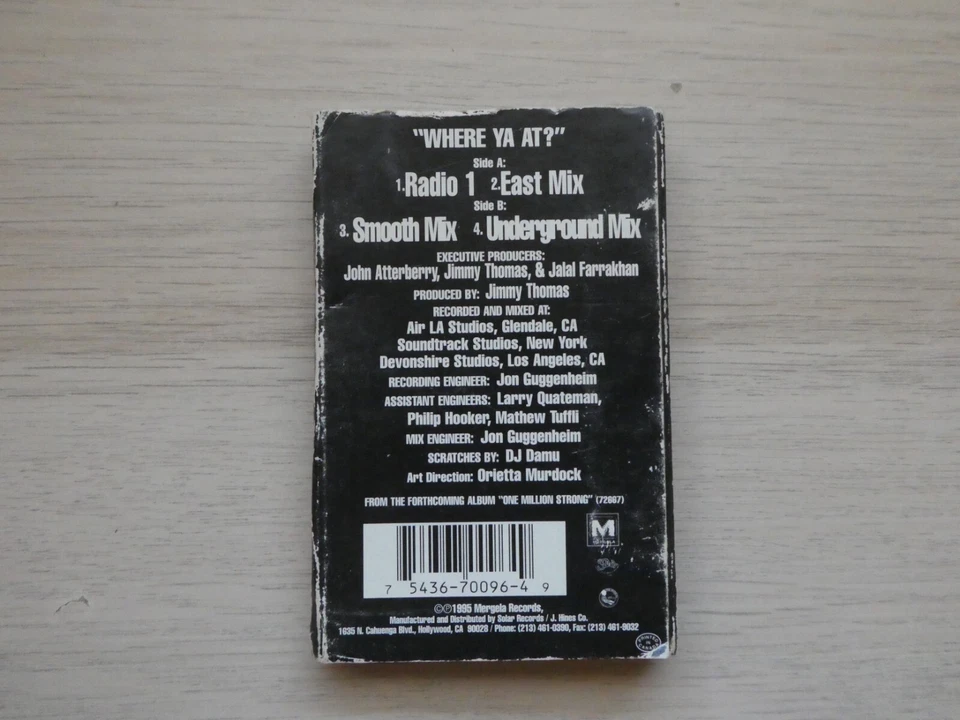 "WHERE YA AT?"
Side A:
1. Radio 1 2. East Mix
Side B:
3. Smooth Mix 4. Underground Mix
EXECUTIVE PRODUCERS:
John Atterberry, Jimmy Thomas, & Jalal Farrakhan
PRODUCED BY: Jimmy Thomas
RECORDED AND MIXED AT:
Air LA Studios, Glendale, CA
Soundtrack Studios, New York
Devonshire Studios, Los Angeles, CA
RECORDING ENGINEER: Jon Guggenheim
ASSISTANT ENGINEERS: Larry Quateman,
Philip Hooker, Mathew Tuffli
MIX ENGINEER: Jon Guggenheim
SCRATCHES BY: DJ Damu
Art Direction: Orietta Murdock
FROM THE FORTHCOMING ALBUM "ONE MILLION STRONG" (72667)
M
7 5436-70096-4 9
©℗1995 Mergela Records,
Manufactured and Distributed by Solar Records / J. Hines Co.
1635 N. Cahuenga Blvd., Hollywood, CA 90028 / Phone: (213) 461-0390, Fax: (213) 461-9032
PRINTED IN CANADA